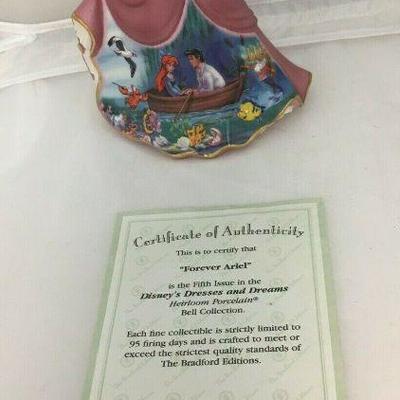 Certificate of Authenticity
This is to certify that
"Forever Ariel"
is the Fifth Issue in the
Disney's Dresses and Dreams
Heirloom Porcelain®
Bell Collection.
Each fine collectible is strictly limited to
95 firing days and is crafted to meet or
exceed the strictest quality standards of
The Bradford Editions.